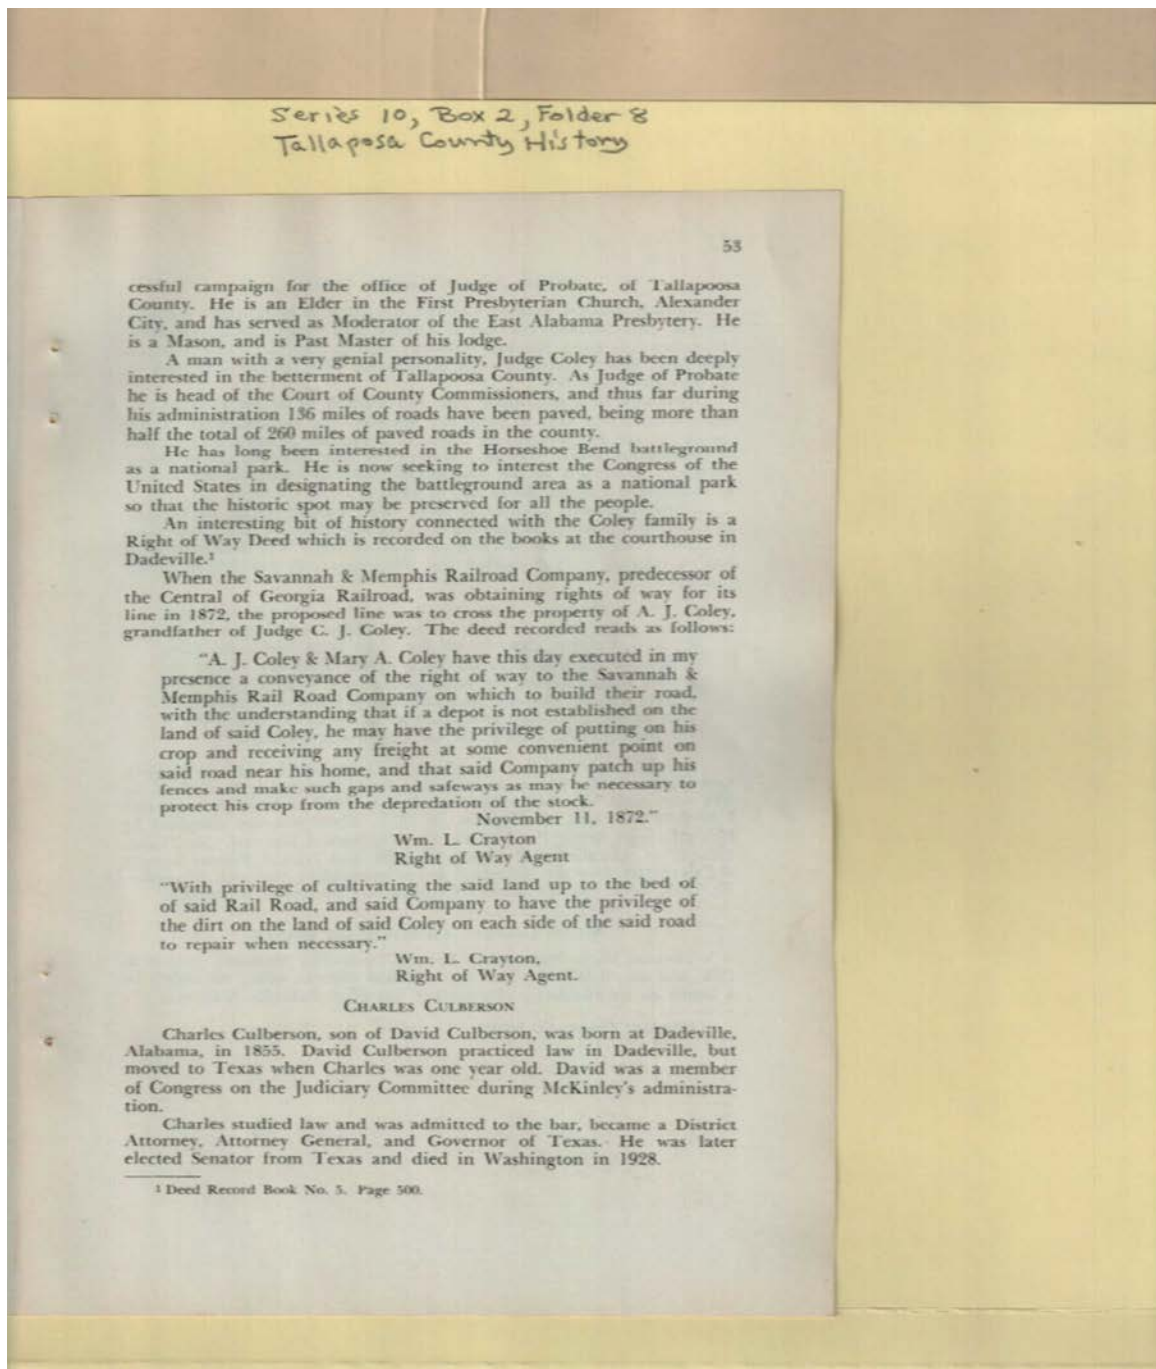 Series 10, Box 2, Folder 8
Tallaposa County History
53
cessful campaign for the office of Judge of Probate, of Tallapoosa
County. He is an Elder in the First Presbyterian Church, Alexander
City, and has served as Moderator of the East Alabama Presbytery. He
is a Mason, and is Past Master of his lodge.
A man with a very genial personality, Judge Coley has been deeply
interested in the betterment of Tallapoosa County. As Judge of Probate
he is head of the Court of County Commissioners, and thus far during
his administration 136 miles of roads have been paved, being more than
half the total of 260 miles of paved roads in the county.
He has long been interested in the Horseshoe Bend battleground
as a national park. He is now seeking to interest the Congress of the
United States in designating the battleground area as a national park
so that the historic spot may be preserved for all the people.
An interesting bit of history connected with the Coley family is a
Right of Way Deed which is recorded on the books at the courthouse in
Dadeville.¹
When the Savannah & Memphis Railroad Company, predecessor of
the Central of Georgia Railroad, was obtaining rights of way for its
line in 1872, the proposed line was to cross the property of A. J. Coley,
grandfather of Judge C. J. Coley. The deed recorded reads as follows:
"A. J. Coley & Mary A. Coley have this day executed in my
presence a conveyance of the right of way to the Savannah &
Memphis Rail Road Company on which to build their road,
with the understanding that if a depot is not established on the
land of said Coley, he may have the privilege of putting on his
crop and receiving any freight at some convenient point on
said road near his home, and that said Company patch up his
fences and make such gaps and safeways as may be necessary to
protect his crop from the depredation of the stock.
November 11, 1872."
Wm. L. Crayton
Right of Way Agent
"With privilege of cultivating the said land up to the bed of
of said Rail Road, and said Company to have the privilege of
the dirt on the land of said Coley on each side of the said road
to repair when necessary."
Wm. L. Crayton,
Right of Way Agent.
CHARLES CULBERSON
Charles Culberson, son of David Culberson, was born at Dadeville,
Alabama, in 1855. David Culberson practiced law in Dadeville, but
moved to Texas when Charles was one year old. David was a member
of Congress on the Judiciary Committee during McKinley's administra-
tion.
Charles studied law and was admitted to the bar, became a District
Attorney, Attorney General, and Governor of Texas. He was later
elected Senator from Texas and died in Washington in 1928.
¹ Deed Record Book No. 5. Page 500.